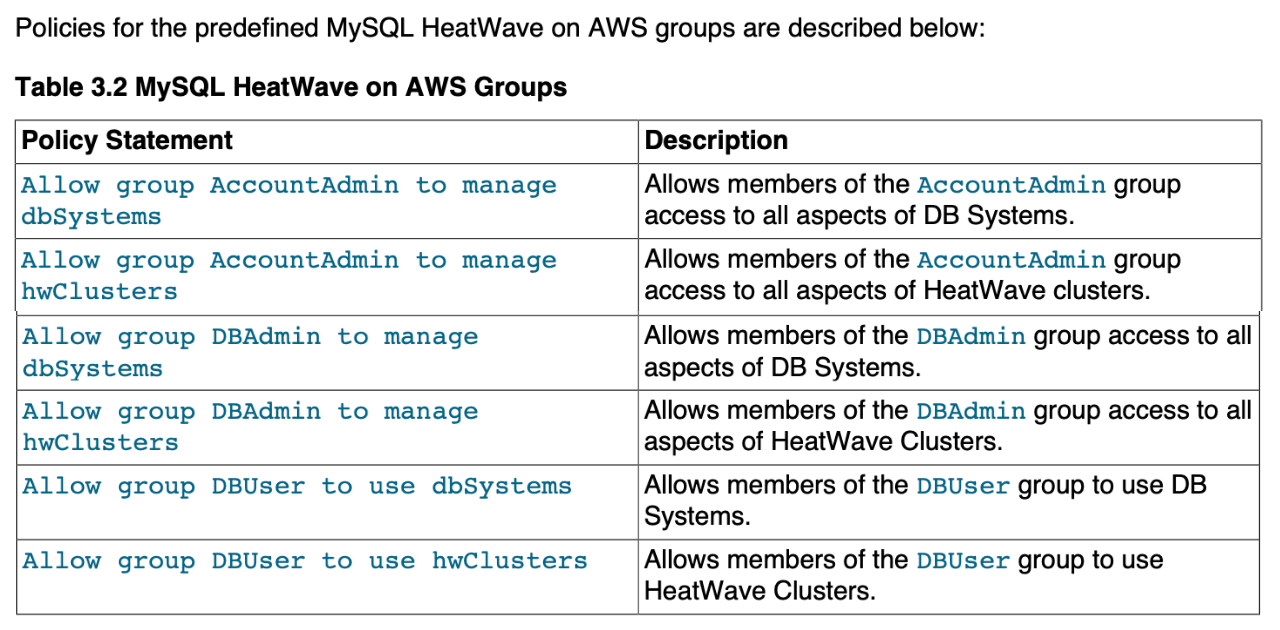 Policies for the predefined MySQL HeatWave on AWS groups are described below:
Table 3.2 MySQL HeatWave on AWS Groups
Policy Statement
Description
Allow group AccountAdmin to manage
dbSystems
Allows members of the AccountAdmin group
access to all aspects of DB Systems.
Allow group AccountAdmin to manage
hwClusters
Allows members of the AccountAdmin group
access to all aspects of HeatWave clusters.
Allow group DBAdmin to manage
dbSystems
Allows members of the DBAdmin group access to all
aspects of DB Systems.
Allow group DBAdmin to manage
hwClusters
Allows members of the DBAdmin group access to all
aspects of HeatWave Clusters.
Allow group DBUser to use dbSystems
Allows members of the DBUser group to use DB
Systems.
Allow group DBUser to use hwClusters
Allows members of the DBUser group to use
HeatWave Clusters.